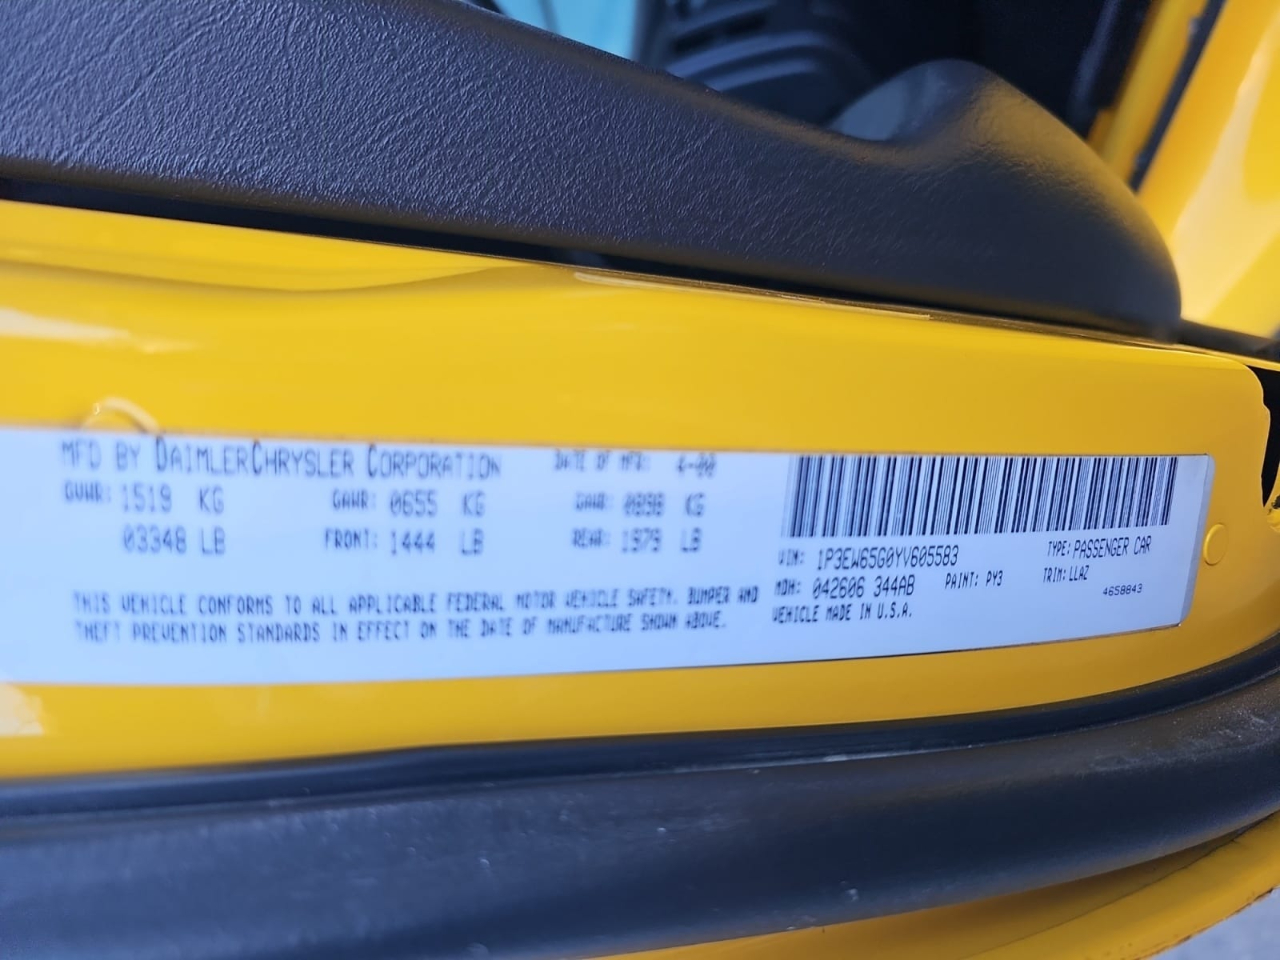 MFD BY DAIMLERCHRYSLER CORPORATION DATE OF MFG: 4-00
GVWR: 1519 KG GAWR: 0655 KG GAWR: 0898 KG
03348 LB FRONT: 1444 LB REAR: 1979 LB
THIS VEHICLE CONFORMS TO ALL APPLICABLE FEDERAL MOTOR VEHICLE SAFETY, BUMPER AND
THEFT PREVENTION STANDARDS IN EFFECT ON THE DATE OF MANUFACTURE SHOWN ABOVE.
VIN: 1P3EW65G0YV605583 TYPE: PASSENGER CAR
MDH: 042606 344AB PAINT: PY3 TRIM: LLAZ
VEHICLE MADE IN U.S.A. 4658843